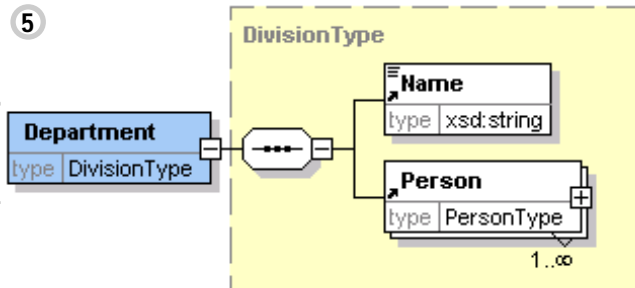 5
DivisionType
Name
type xsd:string
Department
type DivisionType
Person
type PersonType
1..∞